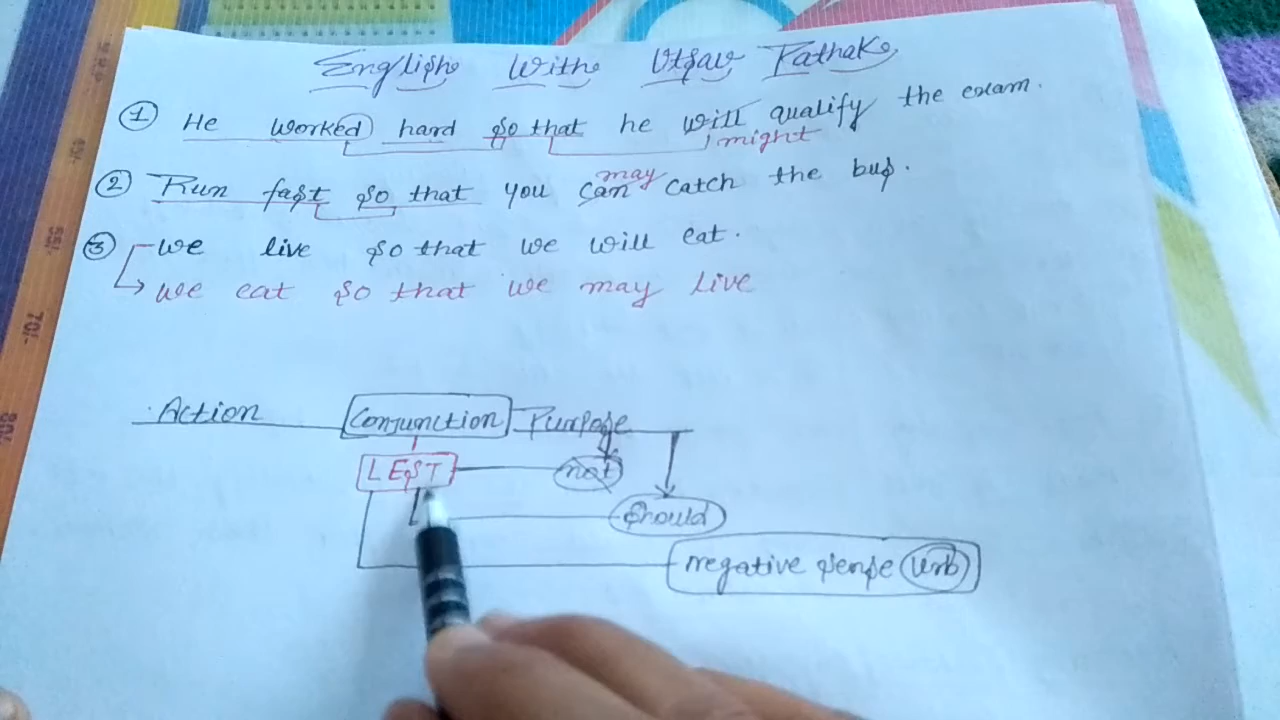 English With Utsav Pathak
① He worked hard so that he will qualify the exam.
might
② Run fast so that you can catch the bus.
may
③ we live so that we will eat.
we eat so that we may live
Action Conjunction Purpose
LEST not
should
negative sense verb
55/-
70/-